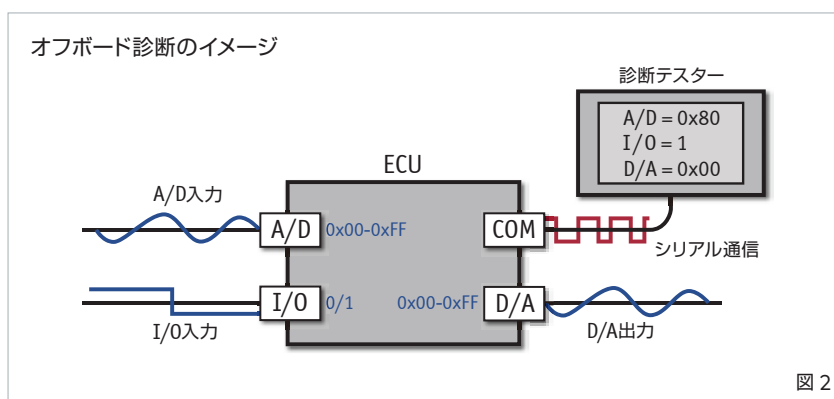 オフボード診断のイメージ
診断テスター
A/D = 0x80
I/O = 1
D/A = 0x00
ECU
A/D入力
A/D
0x00-0xFF
COM
シリアル通信
I/O
0/1
0x00-0xFF
D/A
I/O入力
D/A出力
図 2